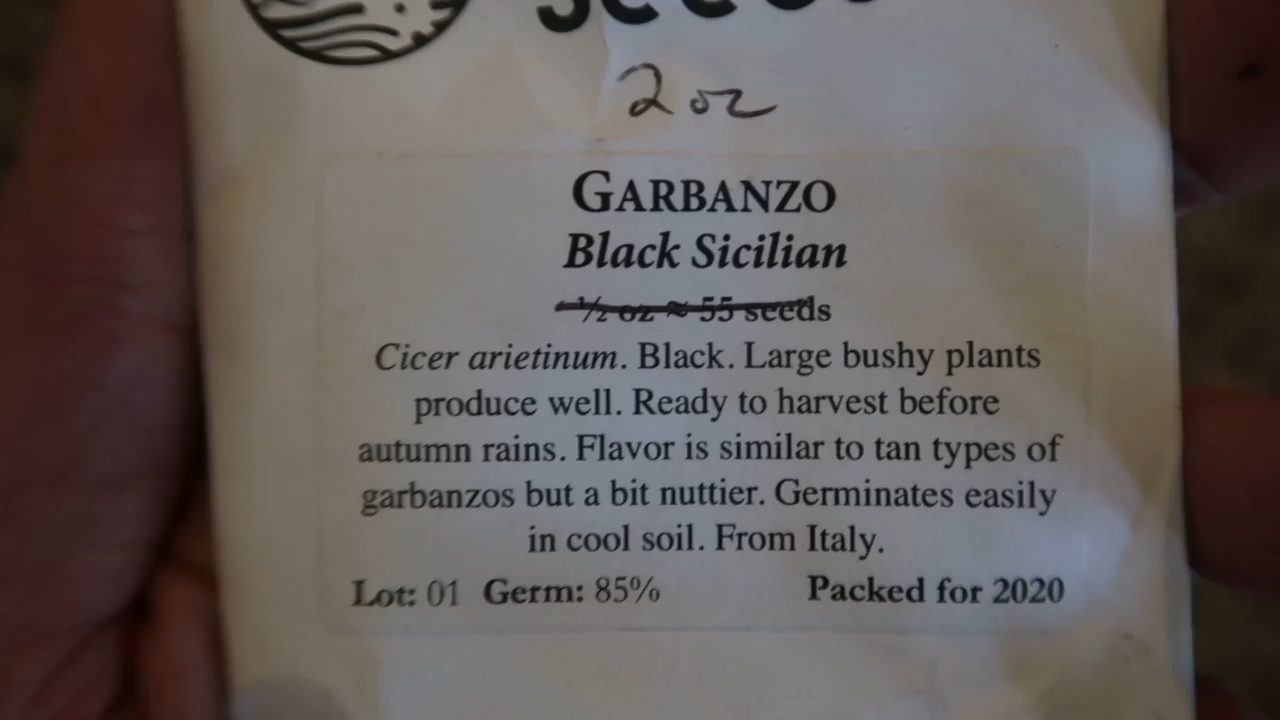 2 oz
GARBANZO
Black Sicilian
½ oz ≈ 55 seeds
Cicer arietinum. Black. Large bushy plants
produce well. Ready to harvest before
autumn rains. Flavor is similar to tan types of
garbanzos but a bit nuttier. Germinates easily
in cool soil. From Italy.
Lot: 01 Germ: 85% Packed for 2020